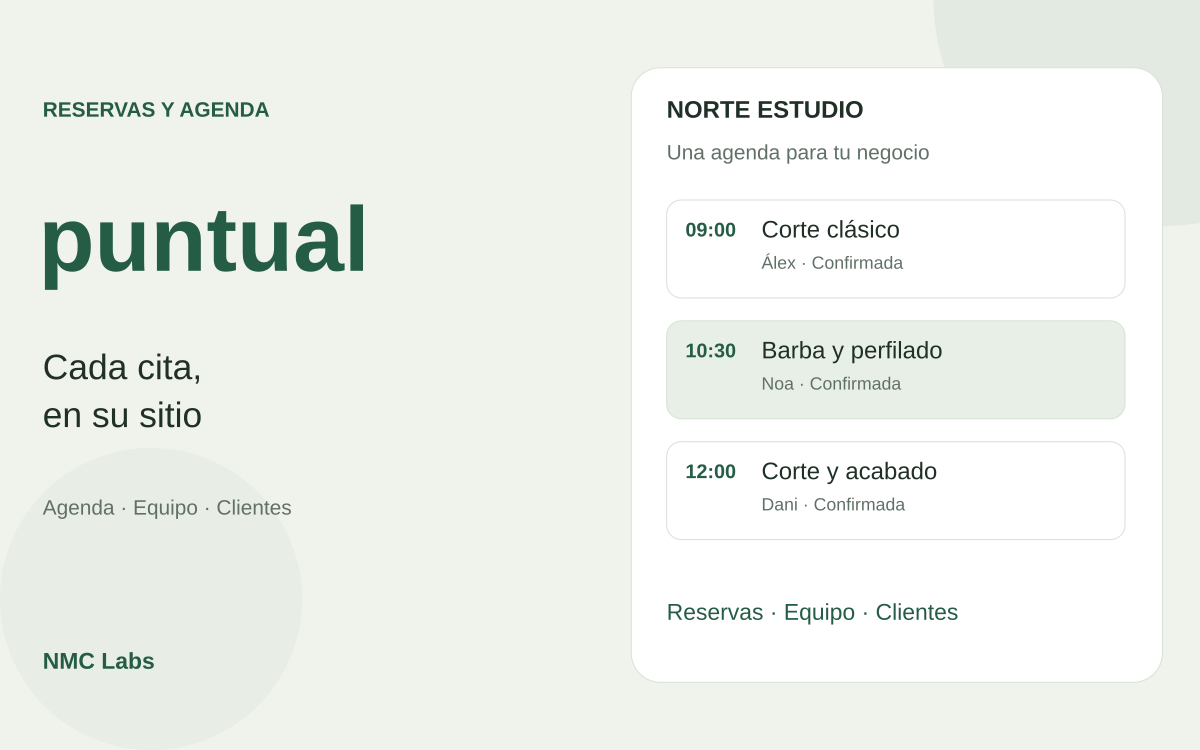 RESERVAS Y AGENDA
puntual
Cada cita,
en su sitio
Agenda · Equipo · Clientes
NMC Labs
NORTE ESTUDIO
Una agenda para tu negocio
09:00 Corte clásico
Álex · Confirmada
10:30 Barba y perfilado
Noa · Confirmada
12:00 Corte y acabado
Dani · Confirmada
Reservas · Equipo · Clientes